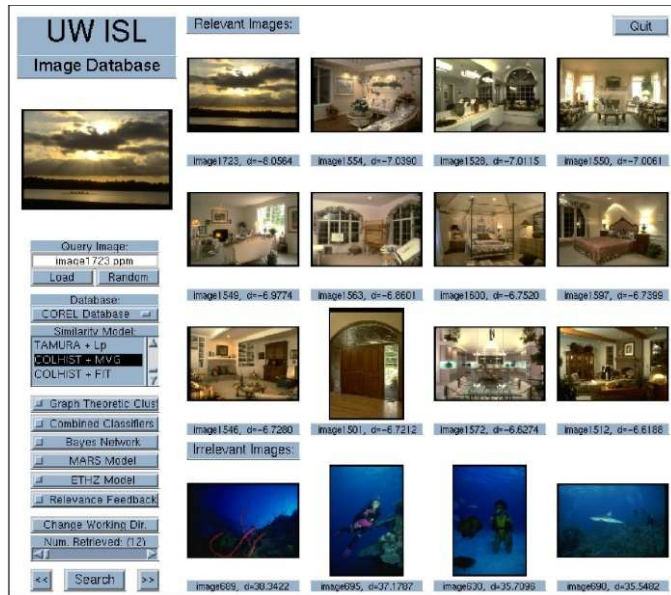 UW ISL
Image Database
Query Image:
image1723.ppm
Load
Random
Database:
COREL Database
Similarity Model:
TAMURA + Lp
COLHIST + MVG
COLHIST + FIT
Graph Theoretic Clust
Combined Classifiers
Bayes Network
MARS Model
ETHZ Model
Relevance Feedback
Change Working Dir.
Num. Retrieved: (12)
<<
Search
>>
Relevant Images:
Quit
image1723, d=-8.0564
image1554, d=-7.0390
image1528, d=-7.0115
image1550, d=-7.0061
image1549, d=-6.9774
image1563, d=-6.8601
image1600, d=-6.7520
image1597, d=-6.7399
image1546, d=-6.7280
image1501, d=-6.7212
image1572, d=-6.6274
image1512, d=-6.6188
Irrelevant Images:
image689, d=38.3422
image695, d=37.1787
image630, d=35.7096
image690, d=35.5482